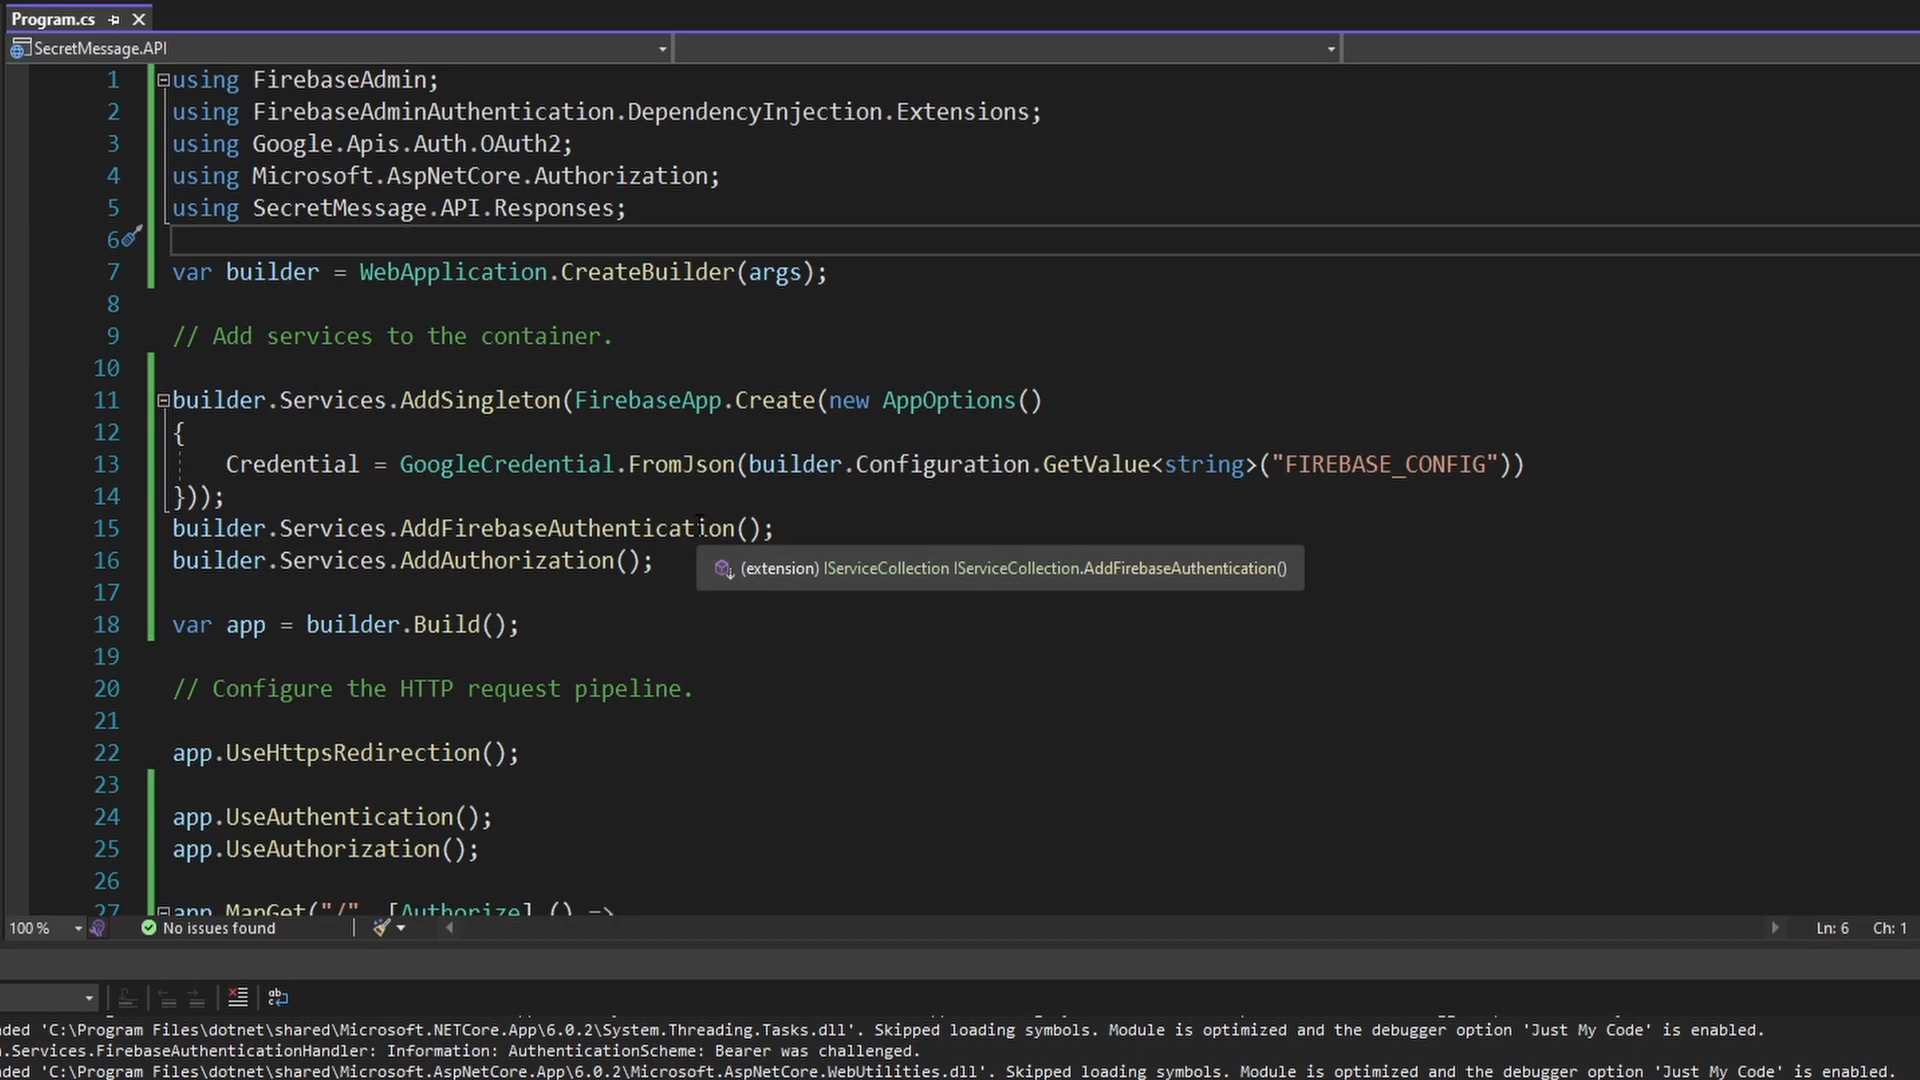 Program.cs
SecretMessage.API
1 using FirebaseAdmin;
2 using FirebaseAdminAuthentication.DependencyInjection.Extensions;
3 using Google.Apis.Auth.OAuth2;
4 using Microsoft.AspNetCore.Authorization;
5 using SecretMessage.API.Responses;
6
7 var builder = WebApplication.CreateBuilder(args);
8
9 // Add services to the container.
10
11 builder.Services.AddSingleton(FirebaseApp.Create(new AppOptions()
12 {
13 Credential = GoogleCredential.FromJson(builder.Configuration.GetValue<string>("FIREBASE_CONFIG"))
14 }));
15 builder.Services.AddFirebaseAuthentication();
16 builder.Services.AddAuthorization();
(extension) IServiceCollection IServiceCollection.AddFirebaseAuthentication()
17
18 var app = builder.Build();
19
20 // Configure the HTTP request pipeline.
21
22 app.UseHttpsRedirection();
23
24 app.UseAuthentication();
25 app.UseAuthorization();
26
27 app.MapGet("/", [Authorize] () =>
100 % No issues found Ln: 6 Ch: 1
ded 'C:\Program Files\dotnet\shared\Microsoft.NETCore.App\6.0.2\System.Threading.Tasks.dll'. Skipped loading symbols. Module is optimized and the debugger option 'Just My Code' is enabled.
.Services.FirebaseAuthenticationHandler: Information: AuthenticationScheme: Bearer was challenged.
ded 'C:\Program Files\dotnet\shared\Microsoft.AspNetCore.App\6.0.2\Microsoft.AspNetCore.WebUtilities.dll'. Skipped loading symbols. Module is optimized and the debugger option 'Just My Code' is enabled.